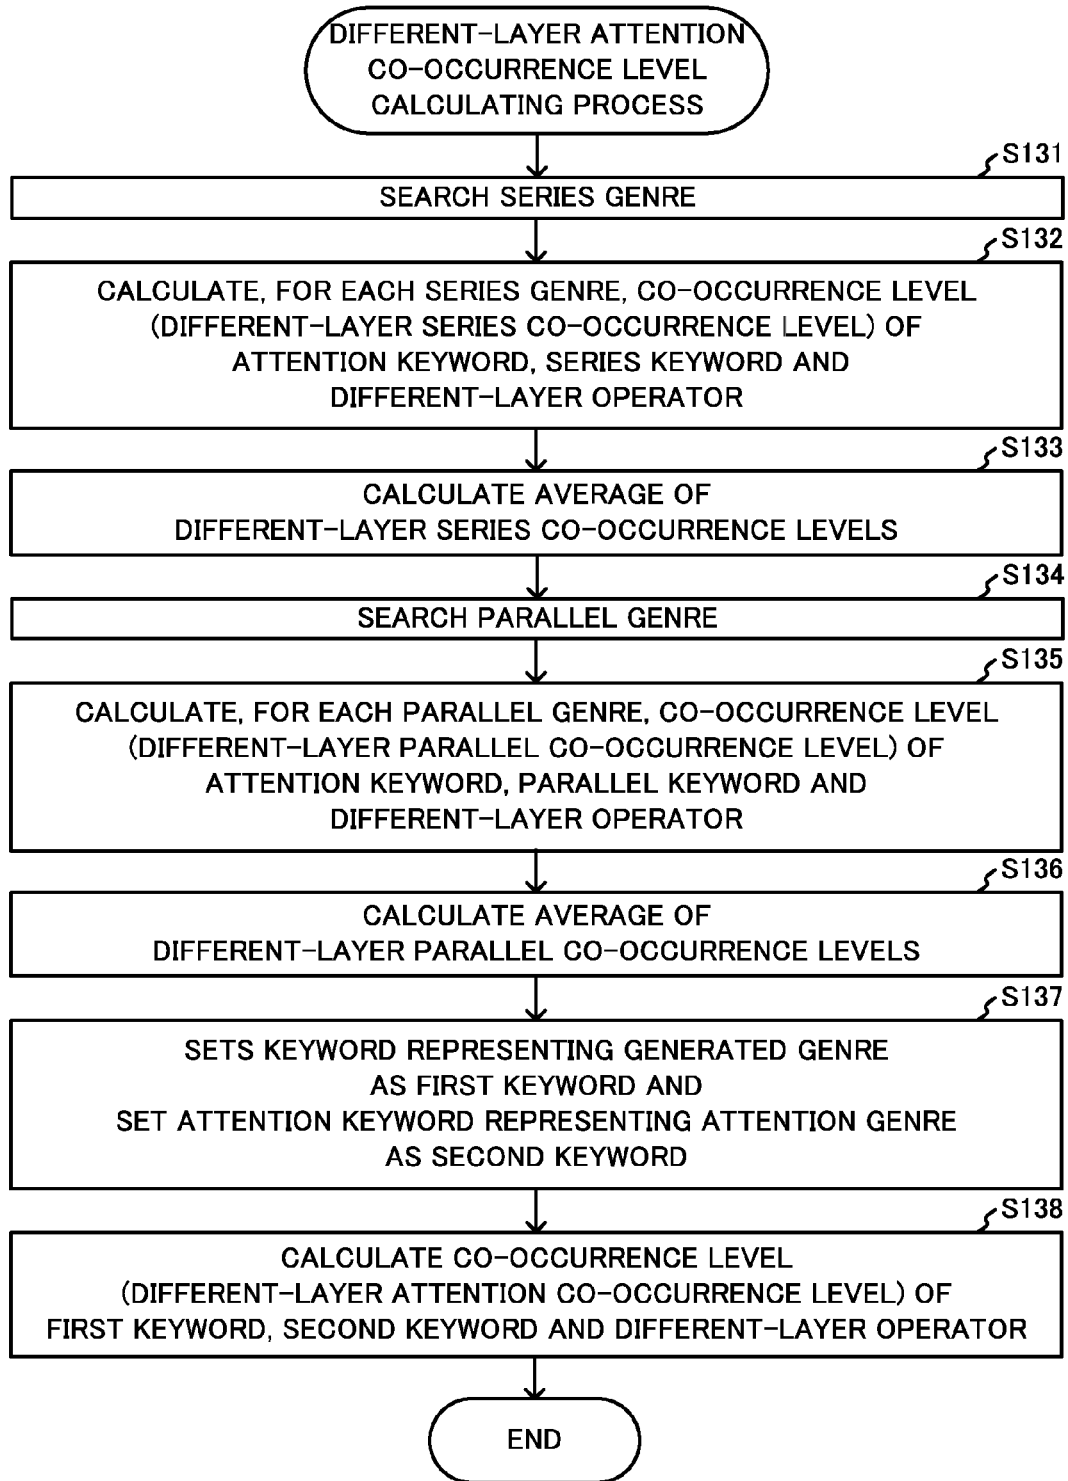 DIFFERENT-LAYER ATTENTION
CO-OCCURRENCE LEVEL
CALCULATING PROCESS
S131
SEARCH SERIES GENRE
S132
CALCULATE, FOR EACH SERIES GENRE, CO-OCCURRENCE LEVEL
(DIFFERENT-LAYER SERIES CO-OCCURRENCE LEVEL) OF
ATTENTION KEYWORD, SERIES KEYWORD AND
DIFFERENT-LAYER OPERATOR
S133
CALCULATE AVERAGE OF
DIFFERENT-LAYER SERIES CO-OCCURRENCE LEVELS
S134
SEARCH PARALLEL GENRE
S135
CALCULATE, FOR EACH PARALLEL GENRE, CO-OCCURRENCE LEVEL
(DIFFERENT-LAYER PARALLEL CO-OCCURRENCE LEVEL) OF
ATTENTION KEYWORD, PARALLEL KEYWORD AND
DIFFERENT-LAYER OPERATOR
S136
CALCULATE AVERAGE OF
DIFFERENT-LAYER PARALLEL CO-OCCURRENCE LEVELS
S137
SETS KEYWORD REPRESENTING GENERATED GENRE
AS FIRST KEYWORD AND
SET ATTENTION KEYWORD REPRESENTING ATTENTION GENRE
AS SECOND KEYWORD
S138
CALCULATE CO-OCCURRENCE LEVEL
(DIFFERENT-LAYER ATTENTION CO-OCCURRENCE LEVEL) OF
FIRST KEYWORD, SECOND KEYWORD AND DIFFERENT-LAYER OPERATOR
END